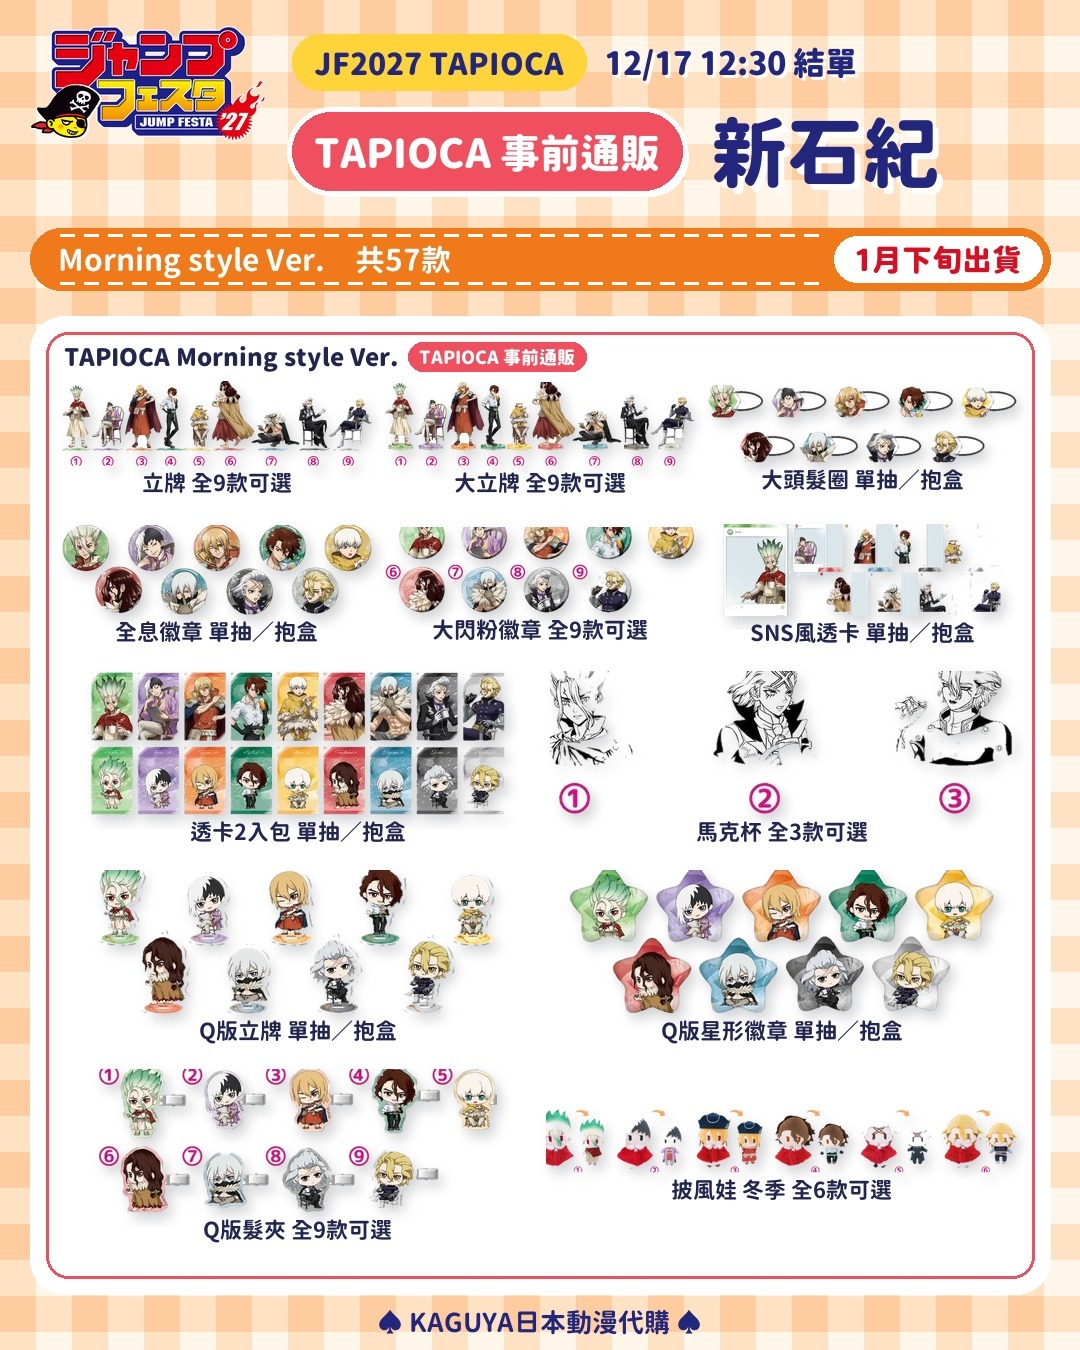 ジャンプ
フェスタ
JUMP FESTA '27
JF2027 TAPIOCA 12/17 12:30 結單
TAPIOCA 事前通販 新石紀
Morning style Ver. 共57款 1月下旬出貨
TAPIOCA Morning style Ver. TAPIOCA 事前通販
① ② ③ ④ ⑤ ⑥ ⑦ ⑧ ⑨
立牌 全9款可選
① ② ③ ④ ⑤ ⑥ ⑦ ⑧ ⑨
大立牌 全9款可選
大頭髮圈 單抽／抱盒
全息徽章 單抽／抱盒
⑥ ⑦ ⑧ ⑨
大閃粉徽章 全9款可選
SNS風透卡 單抽／抱盒
透卡2入包 單抽／抱盒
① ② ③
馬克杯 全3款可選
Q版立牌 單抽／抱盒
Q版星形徽章 單抽／抱盒
① ② ③ ④ ⑤
⑥ ⑦ ⑧ ⑨
Q版髮夾 全9款可選
① ② ③ ④ ⑤ ⑥
披風娃 冬季 全6款可選
♠ KAGUYA日本動漫代購 ♠